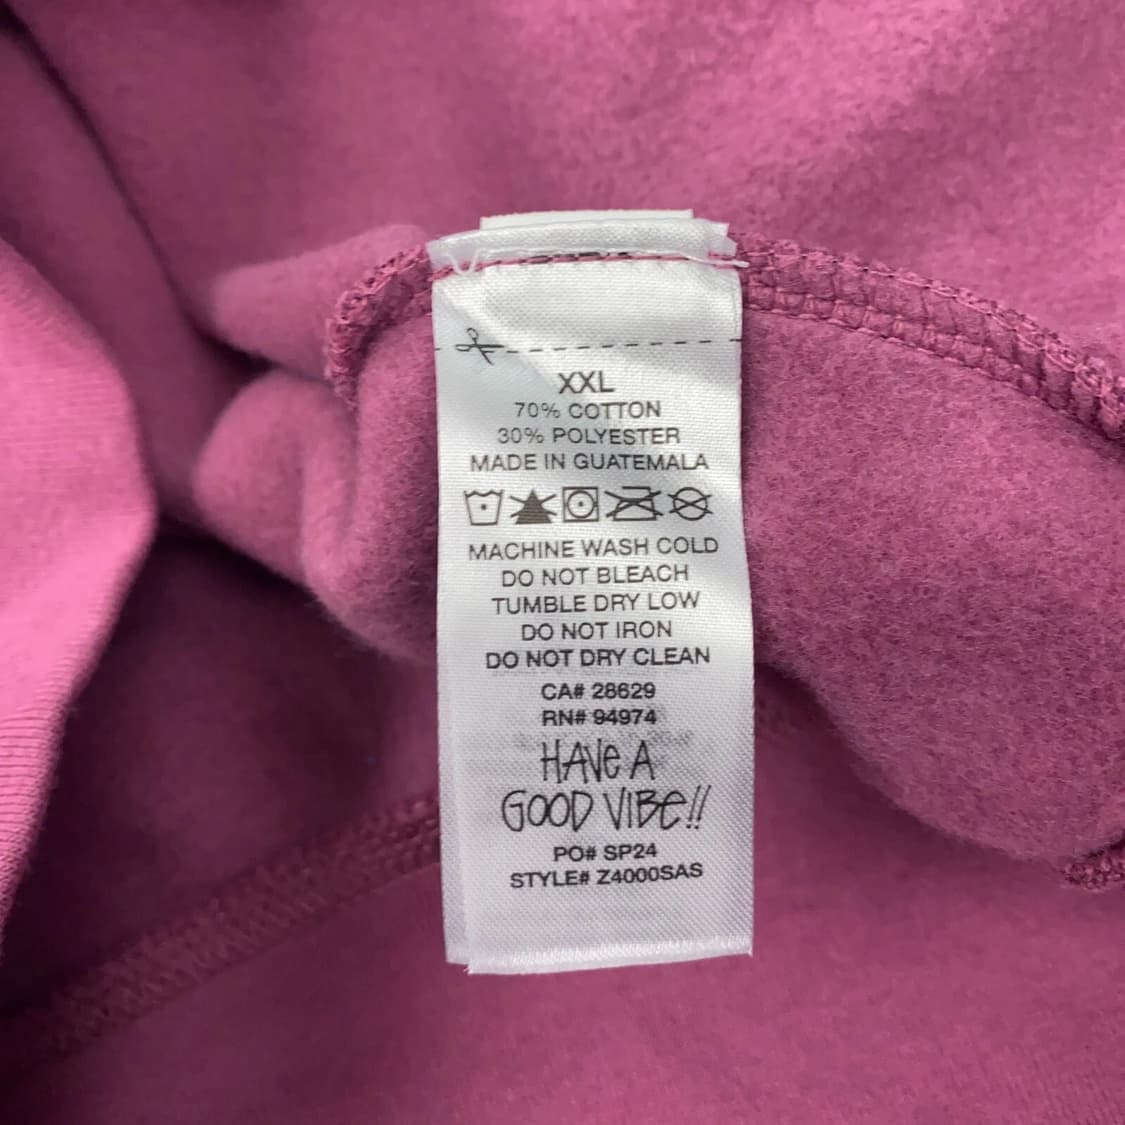 XXL
70% COTTON
30% POLYESTER
MADE IN GUATEMALA
MACHINE WASH COLD
DO NOT BLEACH
TUMBLE DRY LOW
DO NOT IRON
DO NOT DRY CLEAN
CA# 28629
RN# 94974
HAVe A
GOOD VIBe!!
PO# SP24
STYLE# Z4000SAS